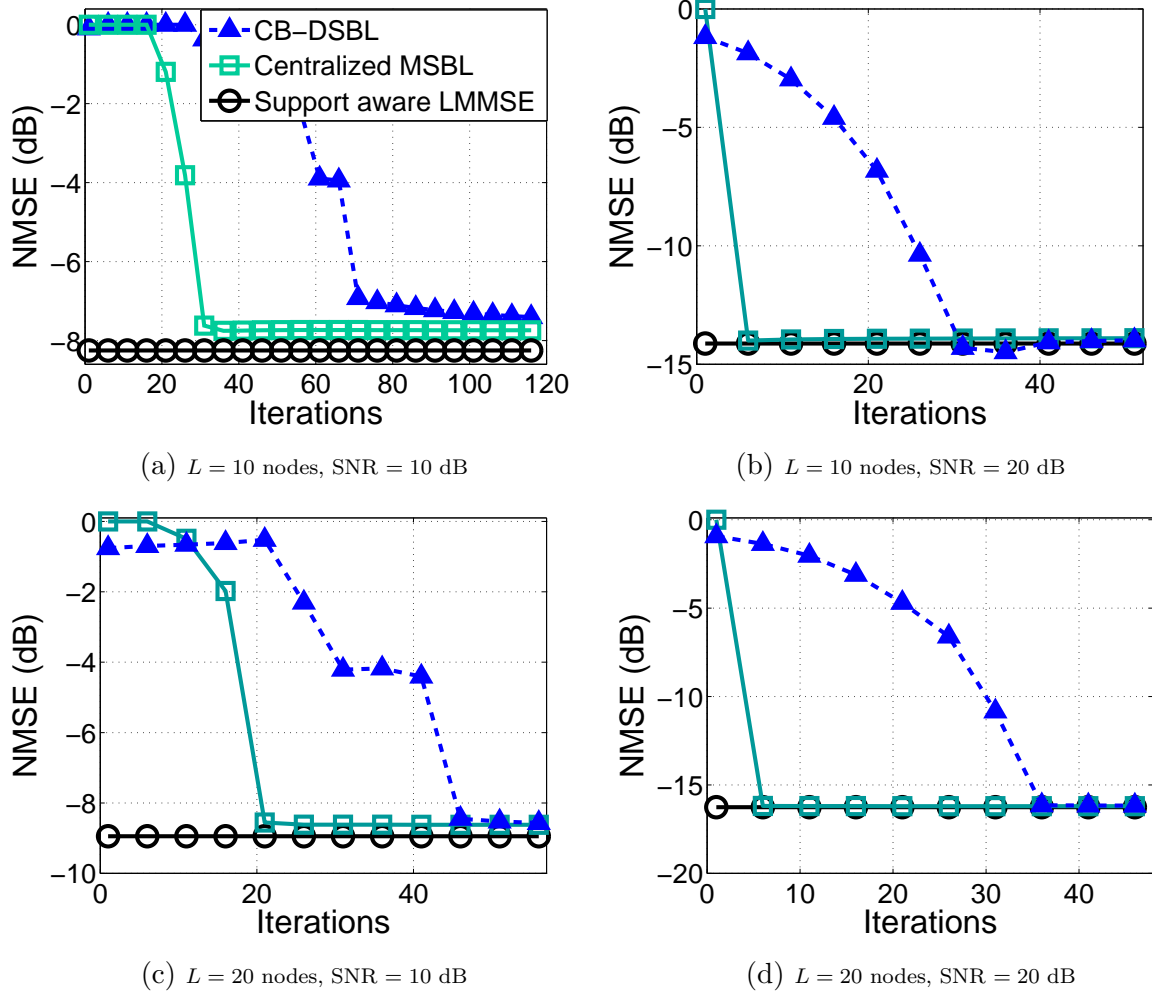 0
−2
−4
−6
−8
NMSE (dB)
CB−DSBL
Centralized MSBL
Support aware LMMSE
0 20 40 60 80 100 120
Iterations
(a) L = 10 nodes, SNR = 10 dB
0
−5
−10
−15
NMSE (dB)
0 20 40
Iterations
(b) L = 10 nodes, SNR = 20 dB
0
−2
−4
−6
−8
−10
NMSE (dB)
0 20 40
Iterations
(c) L = 20 nodes, SNR = 10 dB
0
−5
−10
−15
−20
NMSE (dB)
0 10 20 30 40
Iterations
(d) L = 20 nodes, SNR = 20 dB